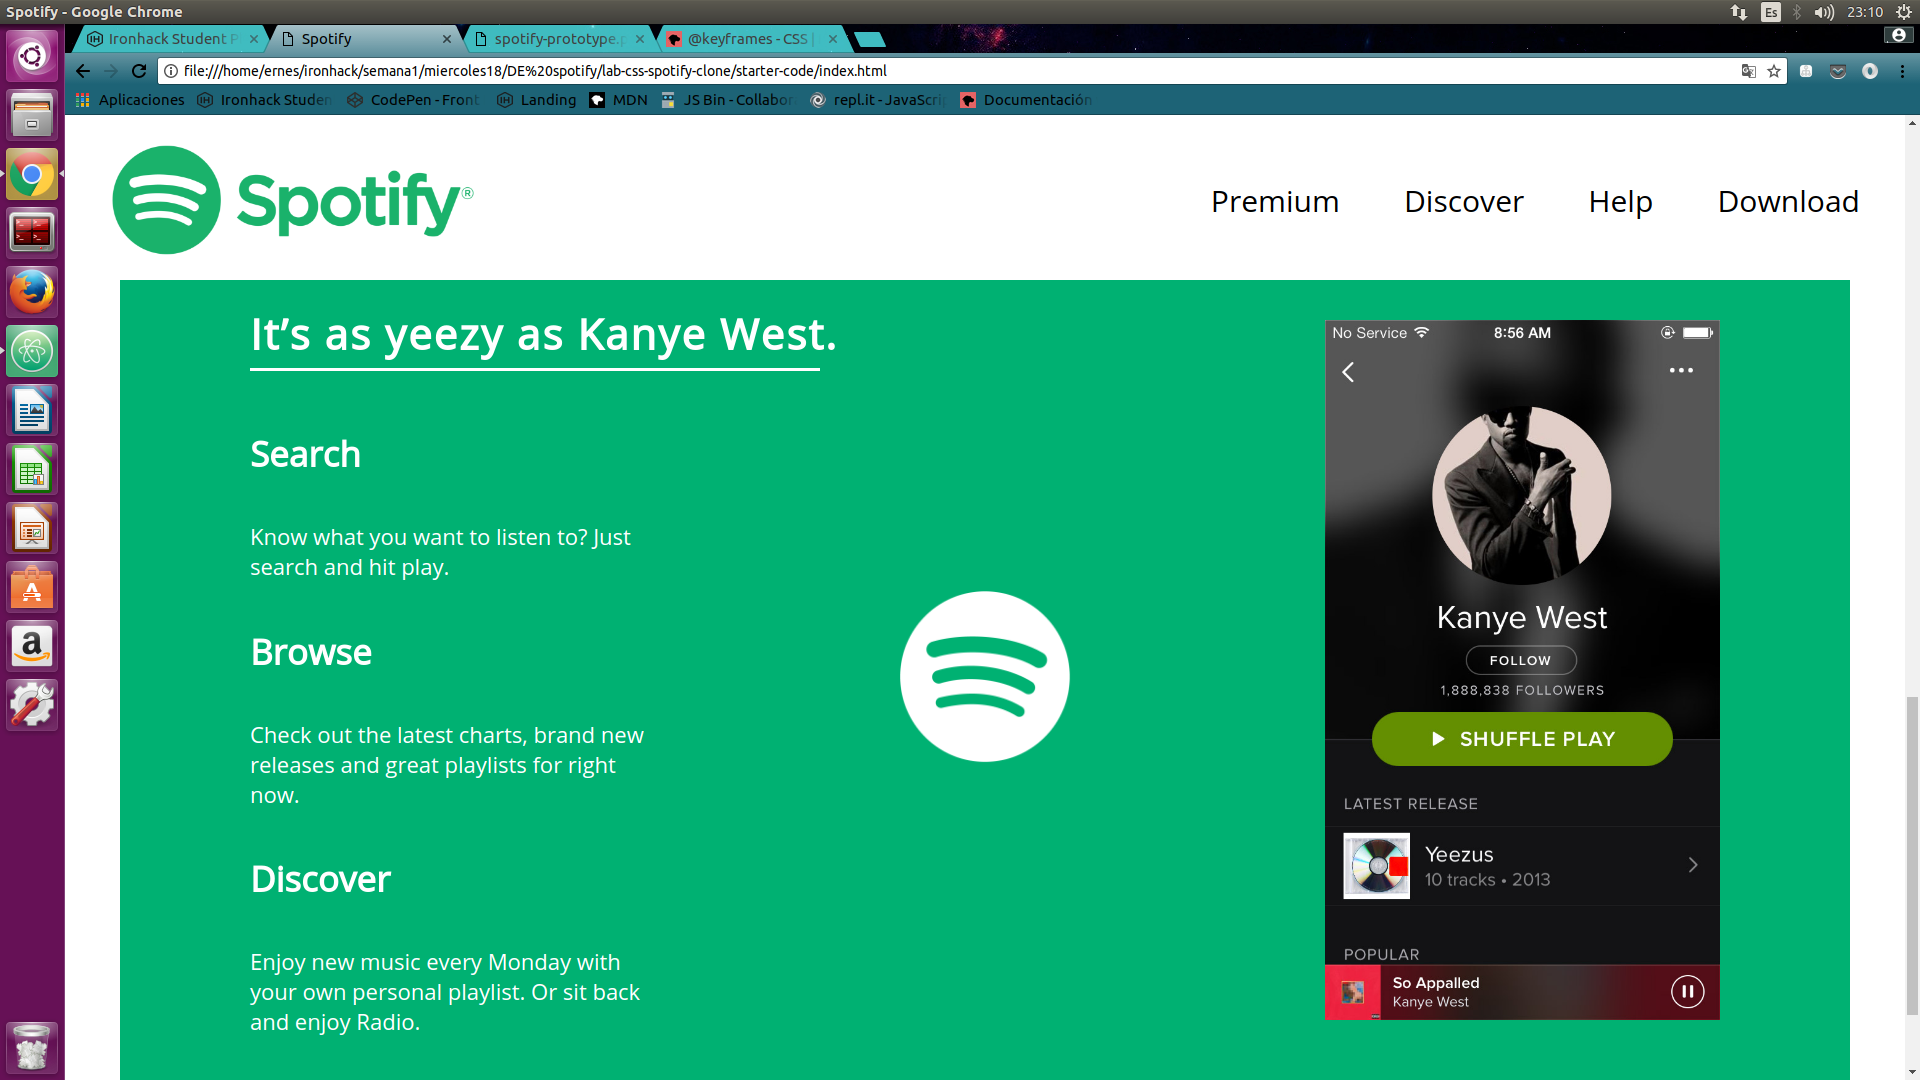 Spotify - Google Chrome
Es
23:10
Ironhack Student P
Spotify
spotify-prototype.p
@keyframes - CSS |
file:///home/ernes/ironhack/semana1/miercoles18/DE%20spotify/lab-css-spotify-clone/starter-code/index.html
Aplicaciones
Ironhack Studen
CodePen - Front
Landing
MDN
JS Bin - Collabor
repl.it - JavaScri
Documentación
Spotify®
Premium
Discover
Help
Download
It’s as yeezy as Kanye West.
Search
Know what you want to listen to? Just
search and hit play.
Browse
Check out the latest charts, brand new
releases and great playlists for right
now.
Discover
Enjoy new music every Monday with
your own personal playlist. Or sit back
and enjoy Radio.
No Service
8:56 AM
Kanye West
FOLLOW
1,888,838 FOLLOWERS
SHUFFLE PLAY
LATEST RELEASE
Yeezus
10 tracks • 2013
POPULAR
So Appalled
Kanye West